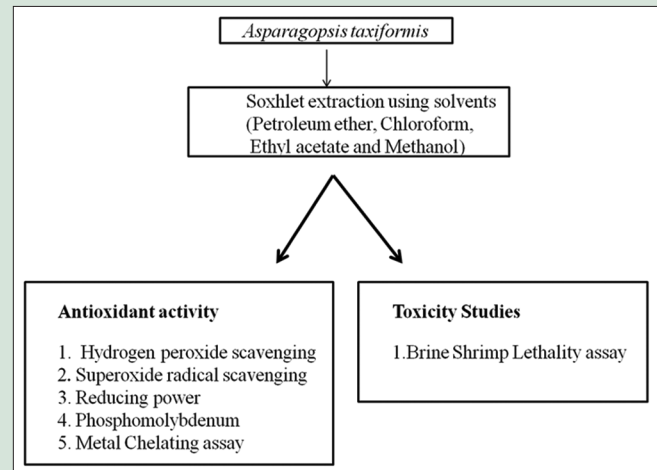 Asparagopsis taxiformis
Soxhlet extraction using solvents
(Petroleum ether, Chloroform,
Ethyl acetate and Methanol)
Antioxidant activity
1. Hydrogen peroxide scavenging
2. Superoxide radical scavenging
3. Reducing power
4. Phosphomolybdenum
5. Metal Chelating assay
Toxicity Studies
1.Brine Shrimp Lethality assay